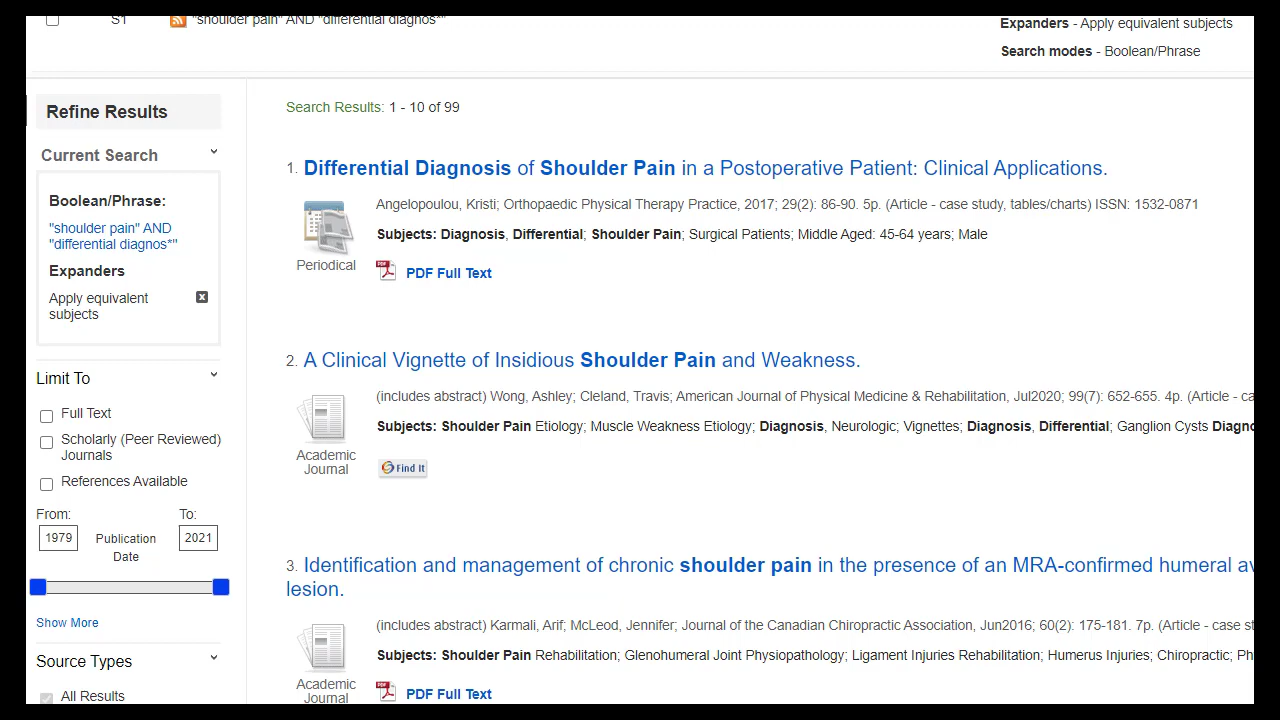 S1 "shoulder pain" AND "differential diagnos*"
Expanders - Apply equivalent subjects
Search modes - Boolean/Phrase
Refine Results
Current Search
Boolean/Phrase:
"shoulder pain" AND
"differential diagnos*"
Expanders
Apply equivalent
subjects
Limit To
Full Text
Scholarly (Peer Reviewed)
Journals
References Available
From: To:
1979 Publication 2021
Date
Show More
Source Types
All Results
Search Results: 1 - 10 of 99
1. Differential Diagnosis of Shoulder Pain in a Postoperative Patient: Clinical Applications.
Angelopoulou, Kristi; Orthopaedic Physical Therapy Practice, 2017; 29(2): 86-90. 5p. (Article - case study, tables/charts) ISSN: 1532-0871
Subjects: Diagnosis, Differential; Shoulder Pain; Surgical Patients; Middle Aged: 45-64 years; Male
Periodical
PDF Full Text
2. A Clinical Vignette of Insidious Shoulder Pain and Weakness.
(includes abstract) Wong, Ashley; Cleland, Travis; American Journal of Physical Medicine & Rehabilitation, Jul2020; 99(7): 652-655. 4p. (Article - ca
Subjects: Shoulder Pain Etiology; Muscle Weakness Etiology; Diagnosis, Neurologic; Vignettes; Diagnosis, Differential; Ganglion Cysts Diagno
Academic
Journal
Find It
3. Identification and management of chronic shoulder pain in the presence of an MRA-confirmed humeral av
lesion.
(includes abstract) Karmali, Arif; McLeod, Jennifer; Journal of the Canadian Chiropractic Association, Jun2016; 60(2): 175-181. 7p. (Article - case st
Subjects: Shoulder Pain Rehabilitation; Glenohumeral Joint Physiopathology; Ligament Injuries Rehabilitation; Humerus Injuries; Chiropractic; Ph
Academic
Journal
PDF Full Text